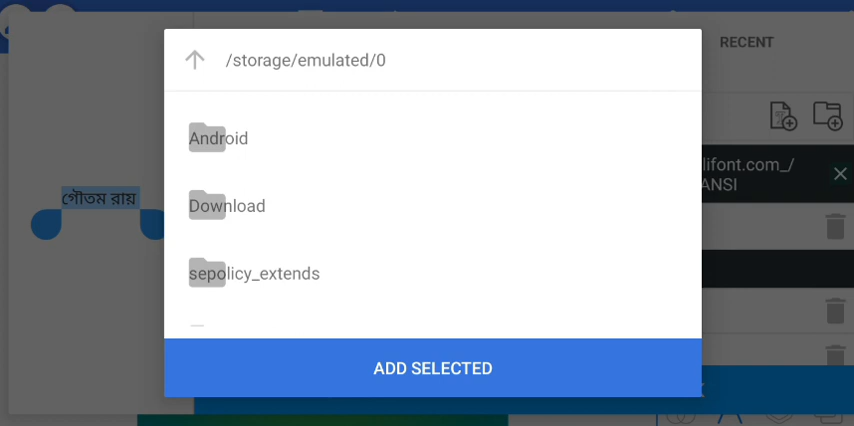 /storage/emulated/0
RECENT
Android
lifont.com_/
ANSI
গৌতম রায়
Download
sepolicy_extends
ADD SELECTED